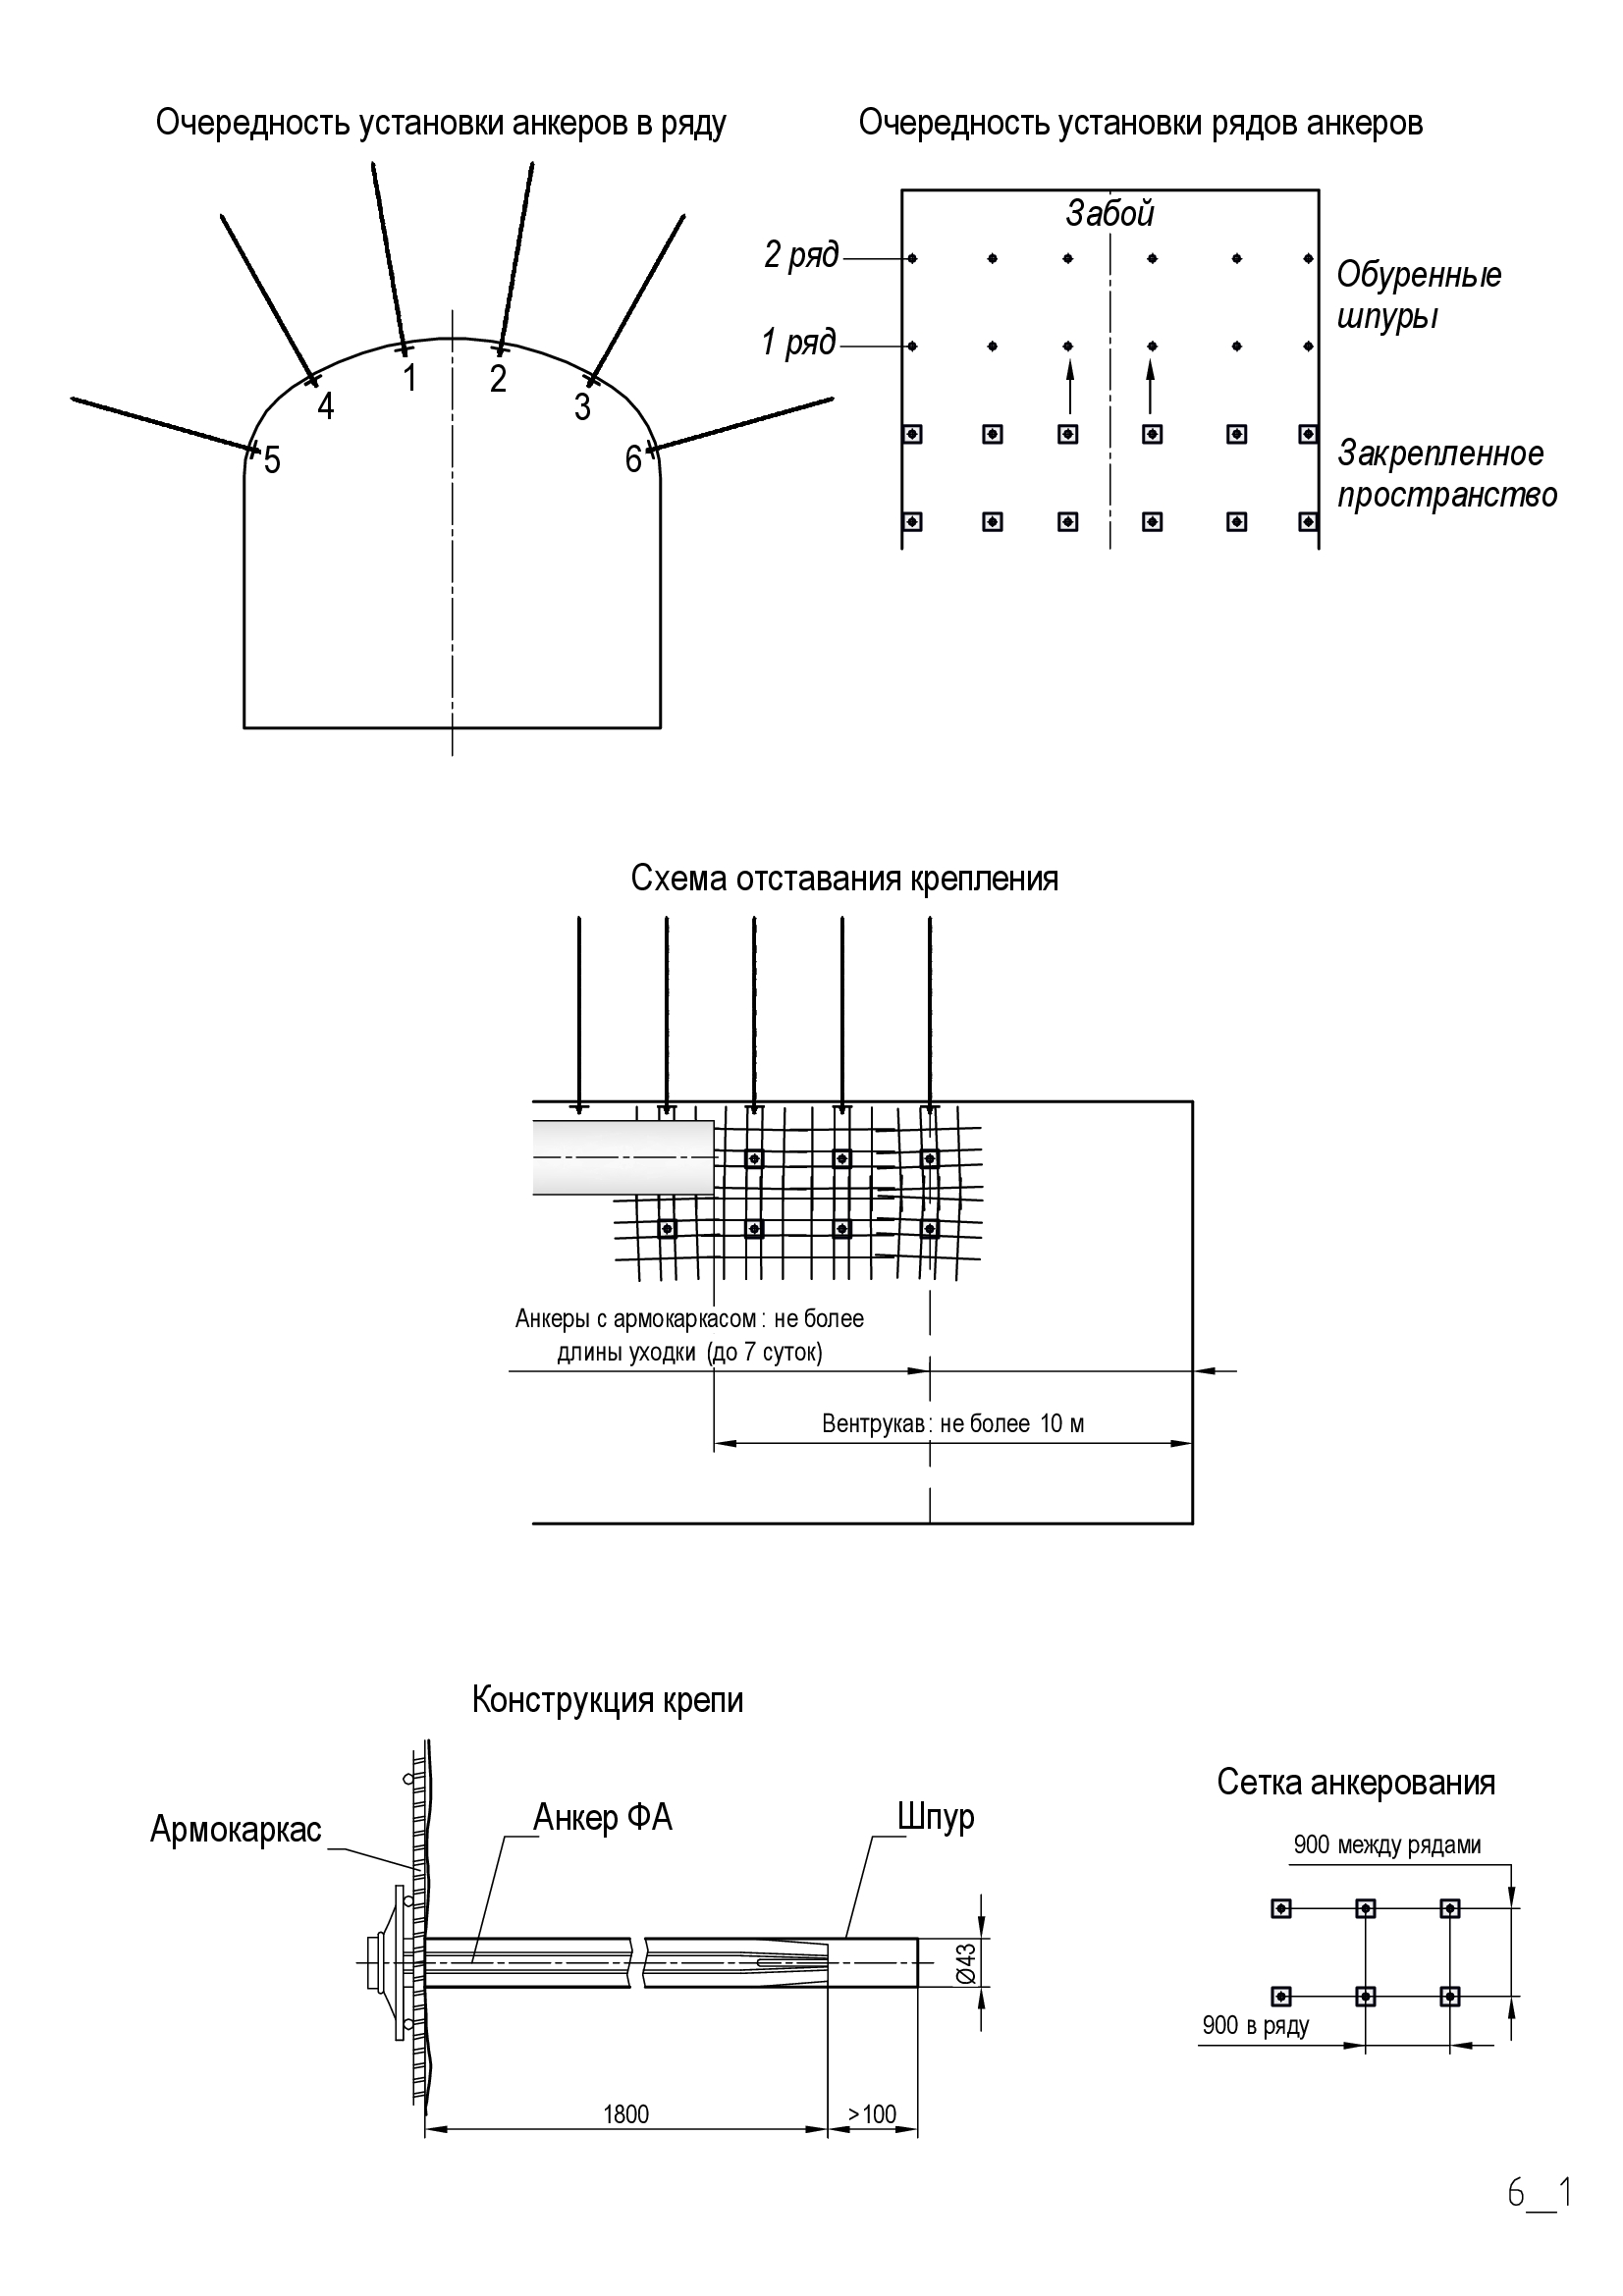 Очередность установки анкеров в ряду
1
2
3
4
5
6
Очередность установки рядов анкеров
Забой
2 ряд
1 ряд
Обуренные
шпуры
Закрепленное
пространство
Схема отставания крепления
Анкеры с армокаркасом : не более
длины уходки (до 7 суток)
Вентрукав : не более 10 м
Конструкция крепи
Армокаркас
Анкер ФА
Шпур
Ø43
1800
>100
Сетка анкерования
900 между рядами
900 в ряду
6_1